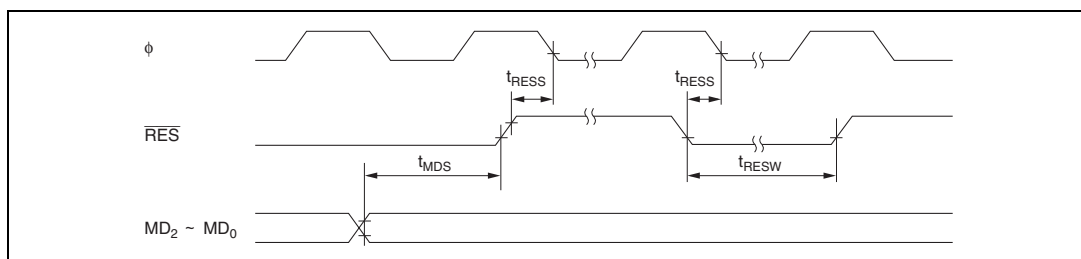 ϕ
tRESS
tRESS
RES
tMDS
tRESW
MD2 ~ MD0